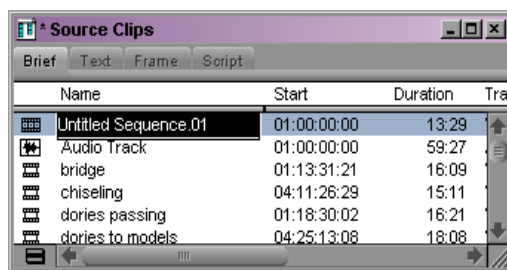 * Source Clips
Brief Text Frame Script
Name Start Duration Tra
Untitled Sequence.01 01:00:00:00 13:29
Audio Track 01:00:00:00 59:27
bridge 01:13:31:21 16:09
chiseling 04:11:26:29 15:11
dories passing 01:18:30:02 16:21
dories to models 04:25:13:08 18:08